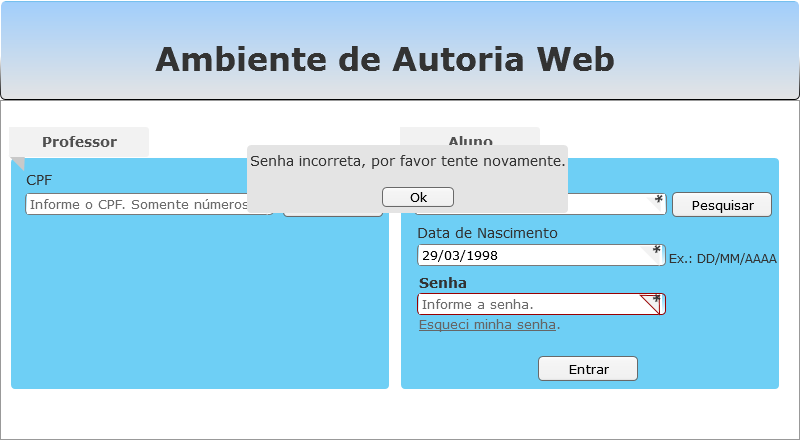 Ambiente de Autoria Web
Professor
Aluno
Senha incorreta, por favor tente novamente.
Ok
CPF
Informe o CPF. Somente números
*
Pesquisar
Data de Nascimento
29/03/1998 *
Ex.: DD/MM/AAAA
Senha
Informe a senha. *
Esqueci minha senha.
Entrar